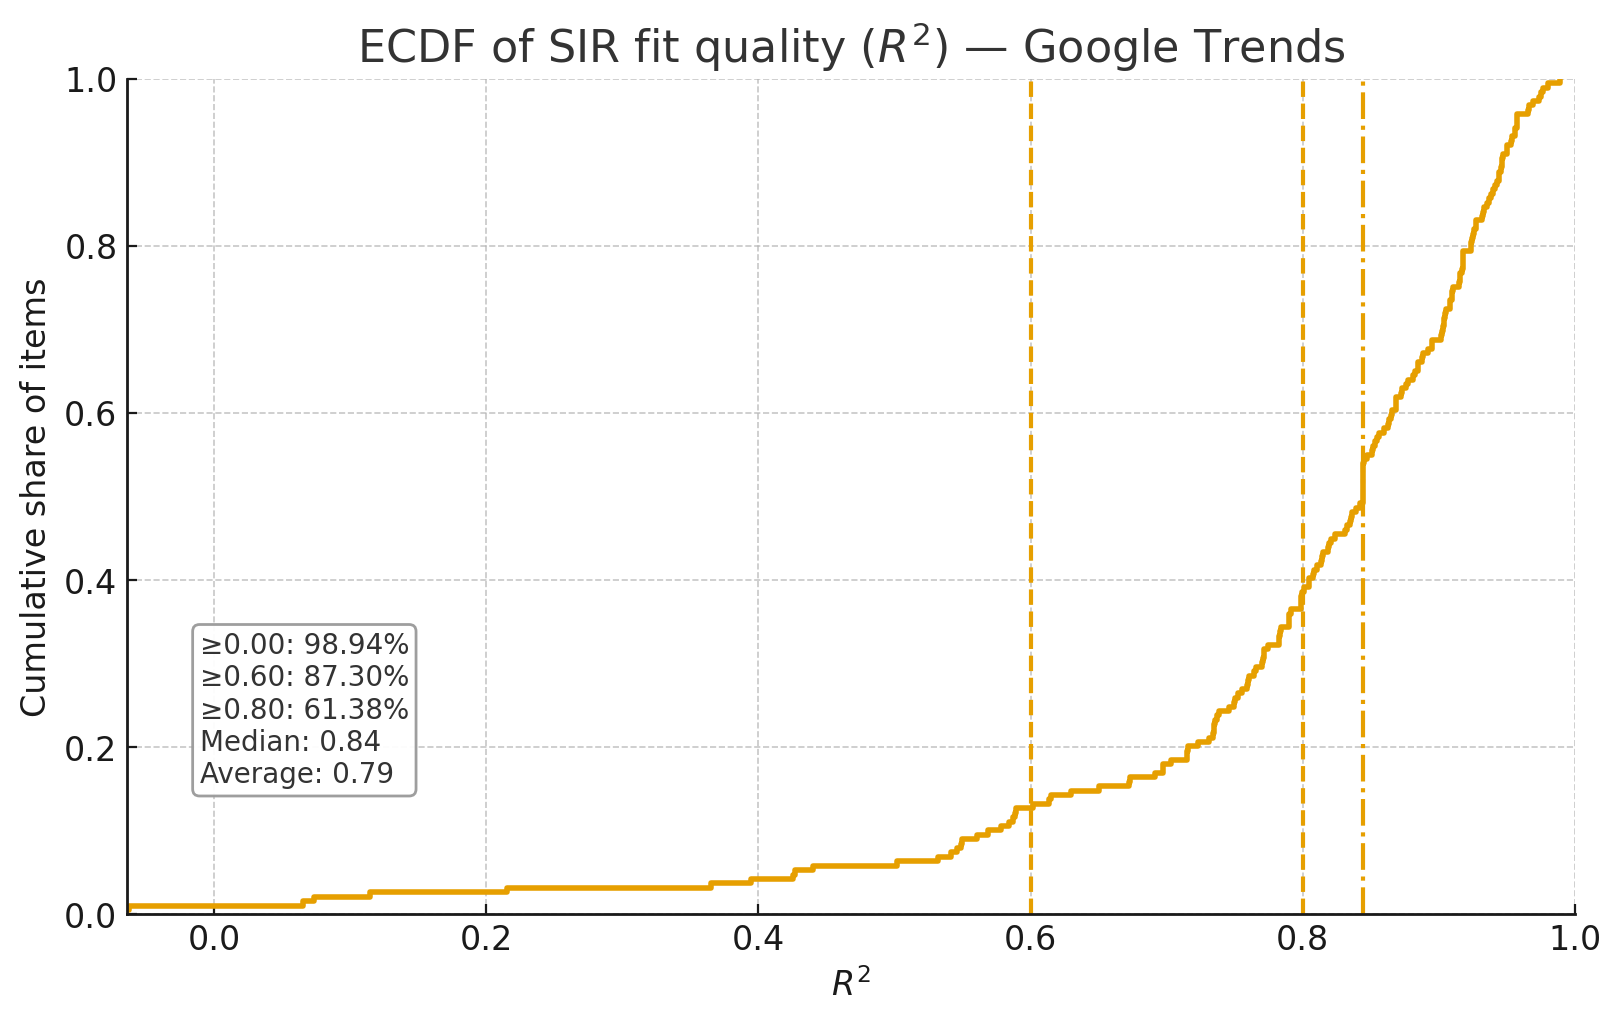 ECDF of SIR fit quality (R²) — Google Trends
Cumulative share of items
1.0
0.8
0.6
0.4
0.2
0.0
≥0.00: 98.94%
≥0.60: 87.30%
≥0.80: 61.38%
Median: 0.84
Average: 0.79
0.0 0.2 0.4 0.6 0.8 1.0
R²